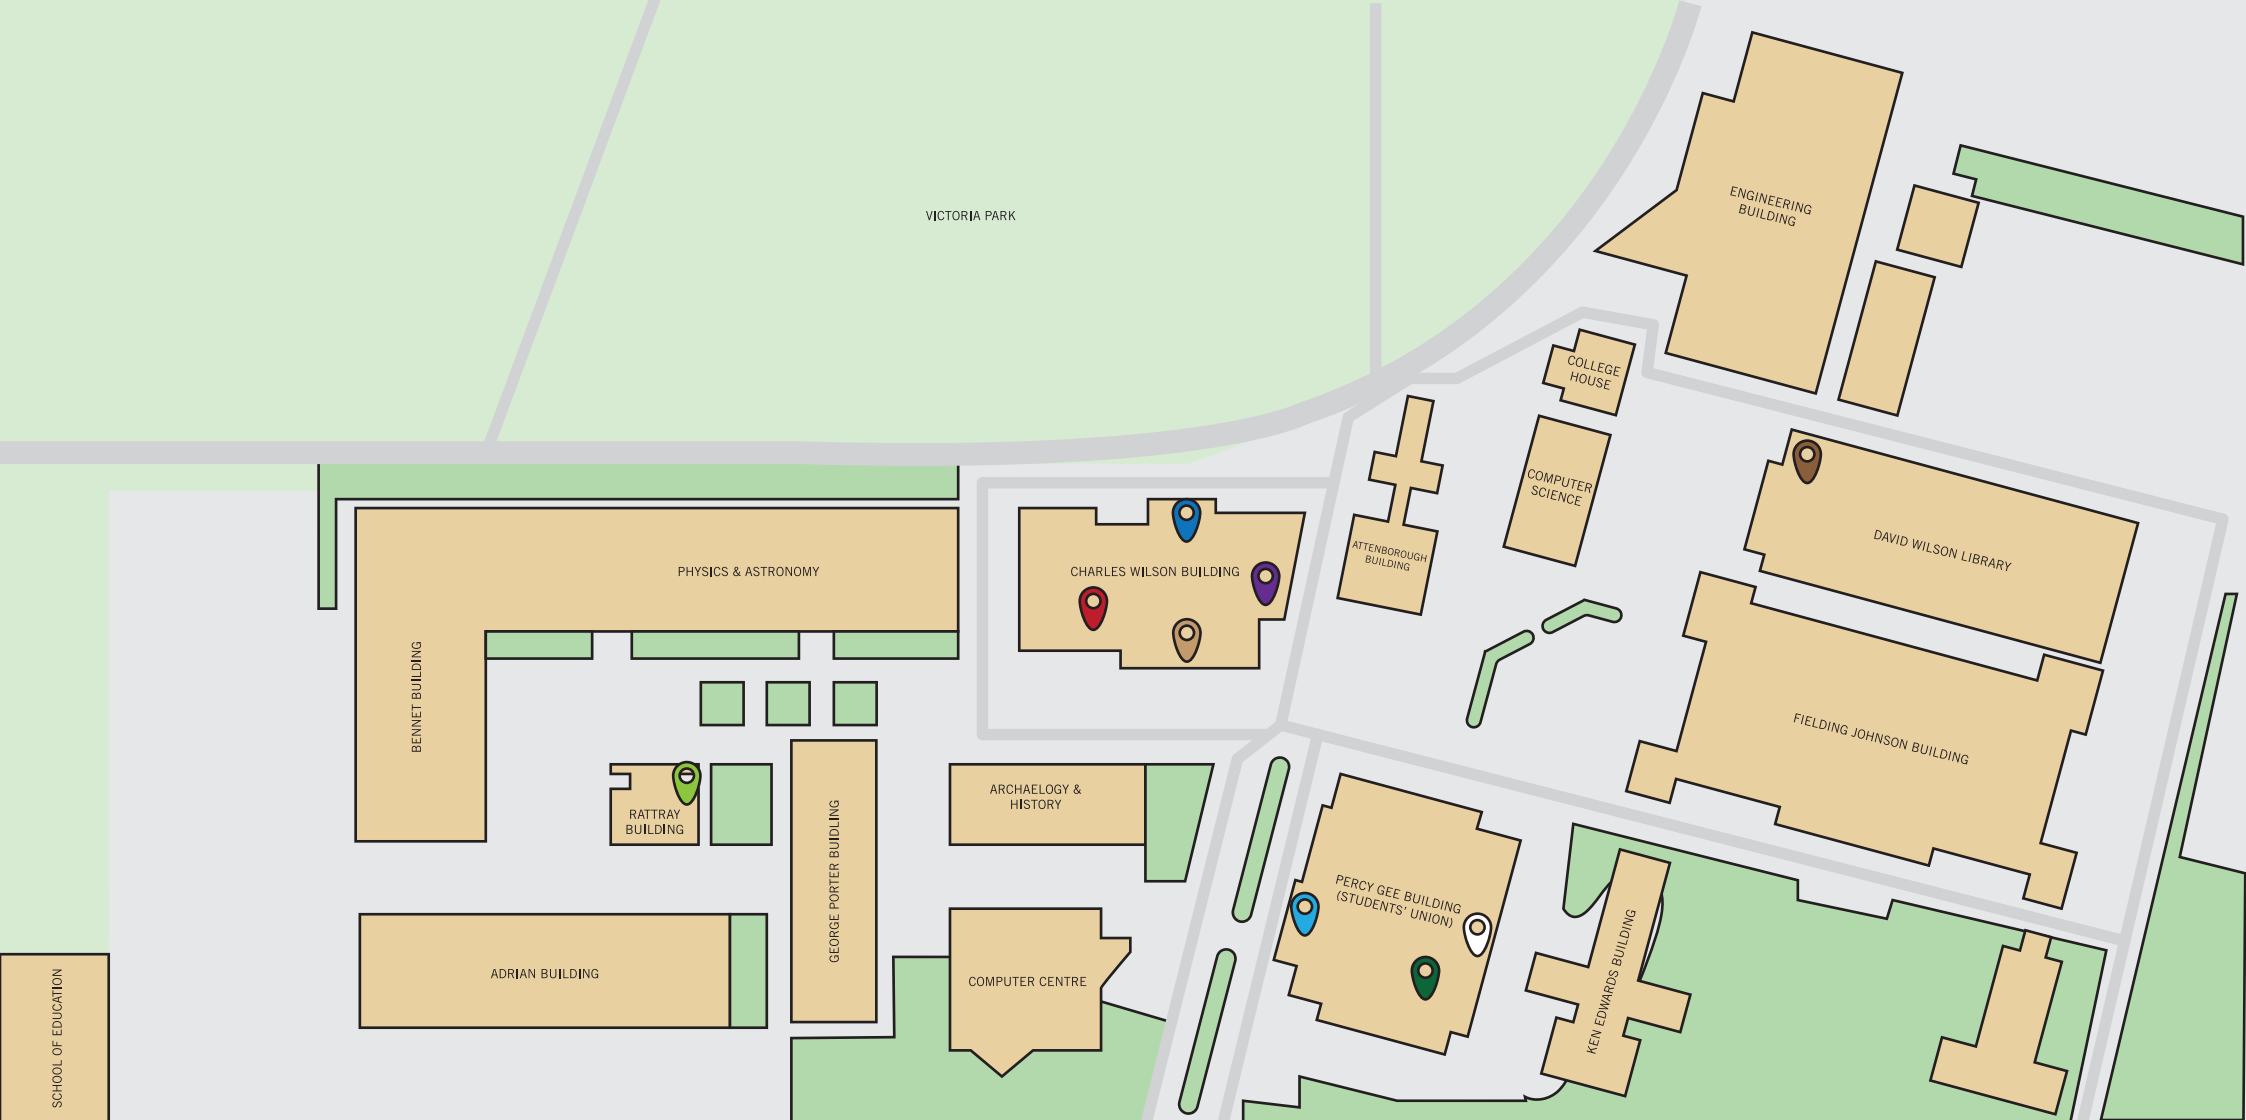 VICTORIA PARK
ENGINEERING
BUILDING
COLLEGE
HOUSE
COMPUTER
SCIENCE
ATTENBOROUGH
BUILDING
DAVID WILSON LIBRARY
PHYSICS & ASTRONOMY
CHARLES WILSON BUILDING
BENNET BUILDING
FIELDING JOHNSON BUILDING
RATTRAY
BUILDING
GEORGE PORTER BUIDLING
ARCHAELOGY &
HISTORY
PERCY GEE BUILDING
(STUDENTS' UNION)
KEN EDWARDS BUILDING
ADRIAN BUILDING
COMPUTER CENTRE
SCHOOL OF EDUCATION